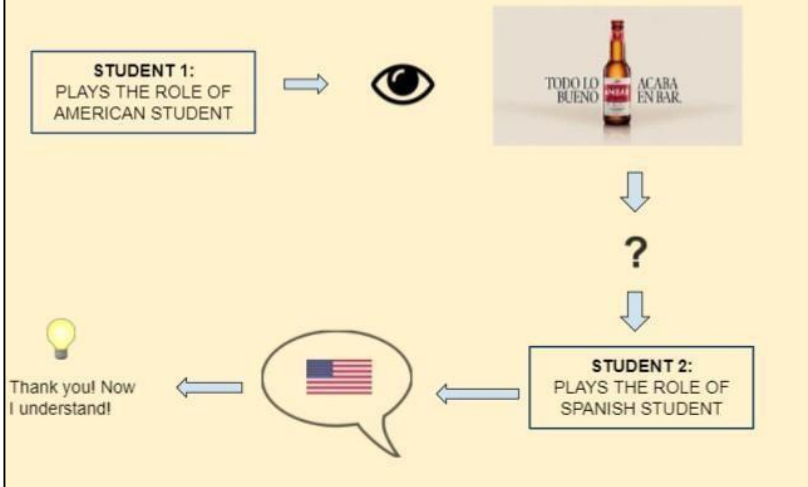 STUDENT 1:
PLAYS THE ROLE OF
AMERICAN STUDENT
TODO LO
BUENO
AMBAR
ACABA
EN BAR.
?
STUDENT 2:
PLAYS THE ROLE OF
SPANISH STUDENT
Thank you! Now
I understand!